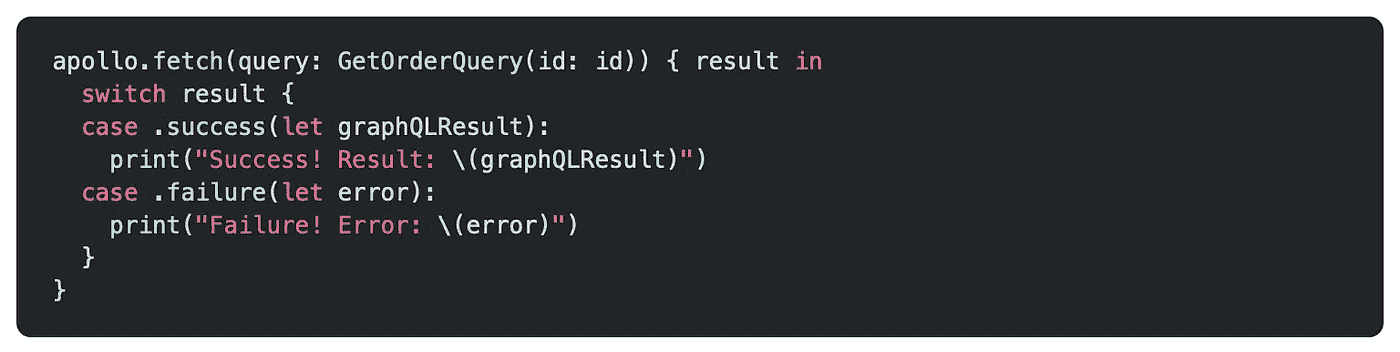 apollo.fetch(query: GetOrderQuery(id: id)) { result in
  switch result {
  case .success(let graphQLResult):
    print("Success! Result: \(graphQLResult)")
  case .failure(let error):
    print("Failure! Error: \(error)")
  }
}